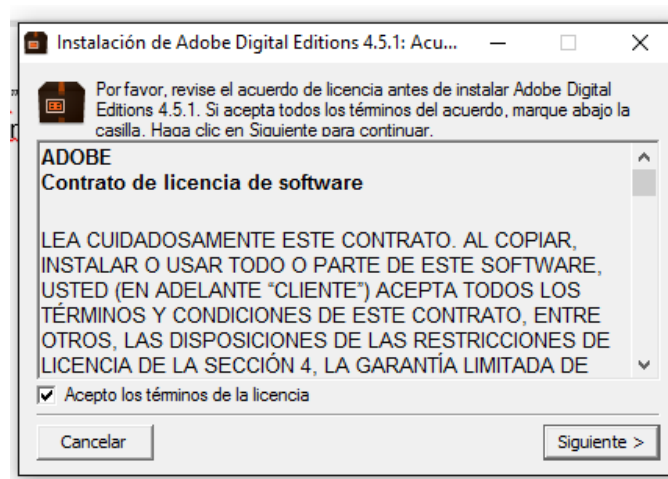 Instalación de Adobe Digital Editions 4.5.1: Acu...
Por favor, revise el acuerdo de licencia antes de instalar Adobe Digital
Editions 4.5.1. Si acepta todos los términos del acuerdo, marque abajo la
casilla. Haga clic en Siguiente para continuar.
ADOBE
Contrato de licencia de software
LEA CUIDADOSAMENTE ESTE CONTRATO. AL COPIAR,
INSTALAR O USAR TODO O PARTE DE ESTE SOFTWARE,
USTED (EN ADELANTE “CLIENTE”) ACEPTA TODOS LOS
TÉRMINOS Y CONDICIONES DE ESTE CONTRATO, ENTRE
OTROS, LAS DISPOSICIONES DE LAS RESTRICCIONES DE
LICENCIA DE LA SECCIÓN 4, LA GARANTÍA LIMITADA DE
Acepto los términos de la licencia
Cancelar
Siguiente >